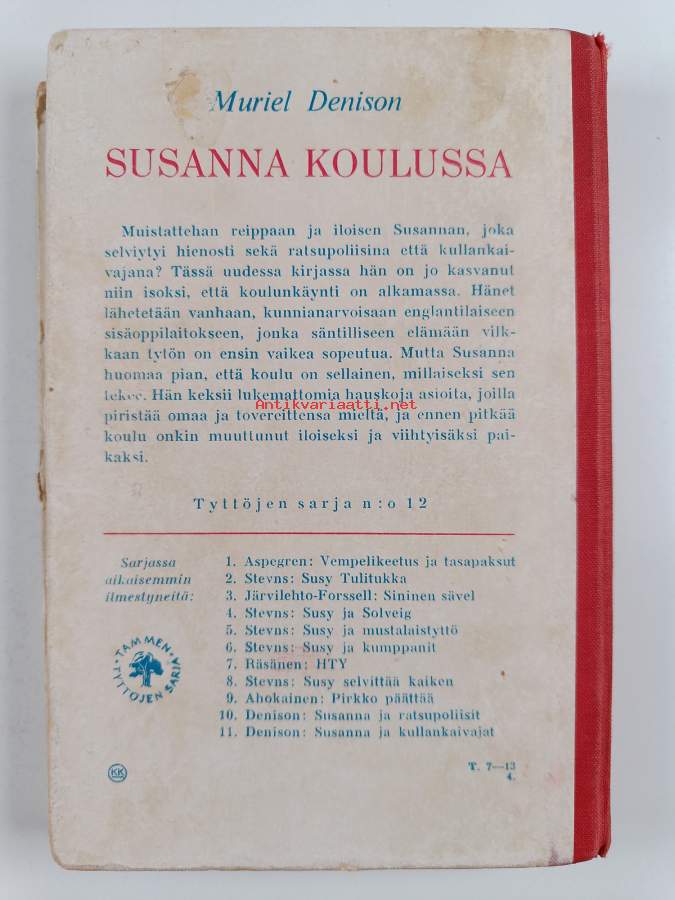 Muriel Denison
SUSANNA KOULUSSA
Muistattehan reippaan ja iloisen Susannan, joka
selviytyi hienosti sekä ratsupoliisina että kullankai-
vajana? Tässä uudessa kirjassa hän on jo kasvanut
niin isoksi, että koulunkäynti on alkamassa. Hänet
lähetetään vanhaan, kunnianarvoisaan englantilaiseen
sisäoppilaitokseen, jonka säntilliseen elämään vilk-
kaan tytön on ensin vaikea sopeutua. Mutta Susanna
huomaa pian, että koulu on sellainen, millaiseksi sen
tekee. Hän keksii lukemattomia hauskoja asioita, joilla
Antikvariaatti.net
piristää omaa ja tovereittensa mieltä, ja ennen pitkää
koulu onkin muuttunut iloiseksi ja viihtyisäksi pai-
kaksi.
Tyttöjen sarja n:o 12
Sarjassa
aikaisemmin
ilmestyneitä:
TAMMEN
TYTTÖJEN SARJA
1. Aspegren: Vempelikeetus ja tasapaksut
2. Stevns: Susy Tulitukka
3. Järvilehto-Forssell: Sininen sävel
4. Stevns: Susy ja Solveig
5. Stevns: Susy ja mustalaistyttö
6. Stevns: Susy ja kumppanit
7. Räsänen: HTY
8. Stevns: Susy selvittää kaiken
9. Ahokainen: Pirkko päättää
10. Denison: Susanna ja ratsupoliisit
11. Denison: Susanna ja kullankaivajat
KK
T. 7—13
4.